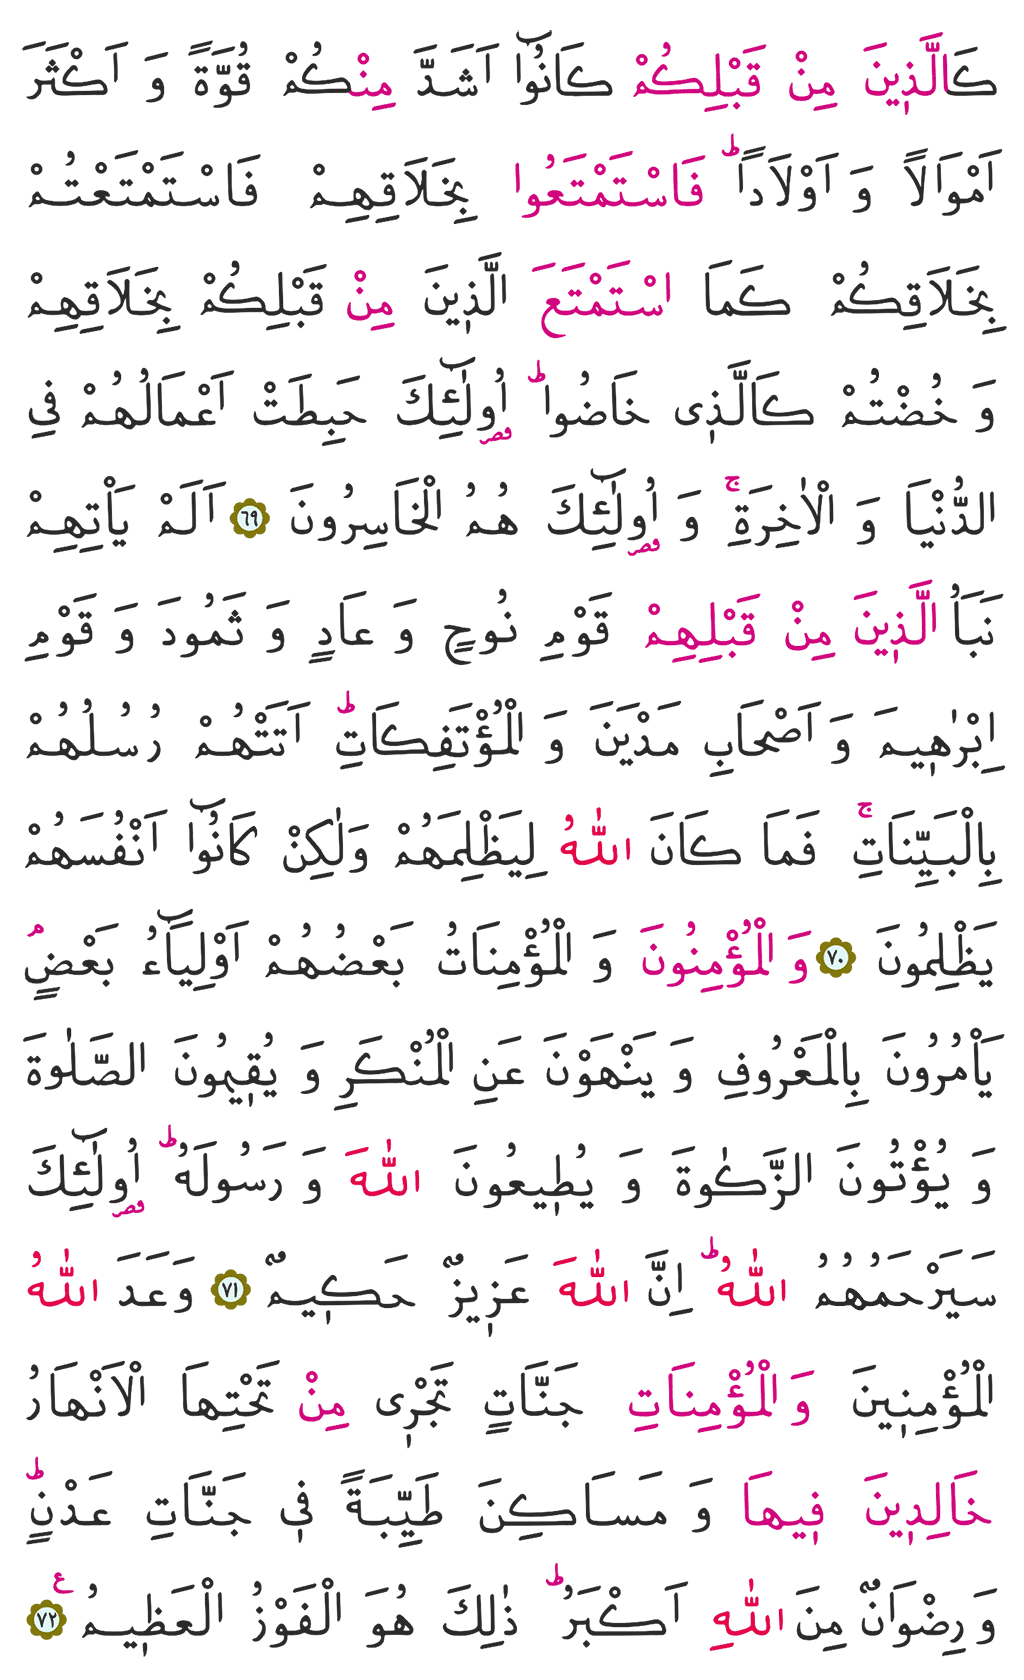 كَالَّذ۪ينَ مِنْ قَبْلِكُمْ كَانُٓوا اَشَدَّ مِنْكُمْ قُوَّةً وَ اَكْثَرَ
اَمْوَالًا وَ اَوْلَادًاۜ فَاسْتَمْتَعُوا بِخَلَاقِهِمْ فَاسْتَمْتَعْتُمْ
بِخَلَاقِكُمْ كَمَا اسْتَمْتَعَ الَّذ۪ينَ مِنْ قَبْلِكُمْ بِخَلَاقِهِمْ
وَ خُضْتُمْ كَالَّذ۪ى خَاضُواۜ اُو۬لٰٓئِكَ حَبِطَتْ اَعْمَالُهُمْ فِى
الدُّنْيَا وَ الْاٰخِرَةِۚ وَ اُو۬لٰٓئِكَ هُمُ الْخَاسِرُونَ ٦٩ اَلَمْ يَاْتِهِمْ
نَبَاُ الَّذ۪ينَ مِنْ قَبْلِهِمْ قَوْمِ نُوحٍ وَ عَادٍ وَ ثَمُودَ وَ قَوْمِ
اِبْرٰه۪يمَ وَ اَصْحَابِ مَدْيَنَ وَ الْمُؤْتَفِكَاتِۜ اَتَتْهُمْ رُسُلُهُمْ
بِالْبَيِّنَاتِۚ فَمَا كَانَ اللّٰهُ لِيَظْلِمَهُمْ وَلٰكِنْ كَانُٓوا اَنْفُسَهُمْ
يَظْلِمُونَ ٧٠ وَ الْمُؤْمِنُونَ وَ الْمُؤْمِنَاتُ بَعْضُهُمْ اَوْلِيَٓاءُ بَعْضٍۢ
يَاْمُرُونَ بِالْمَعْرُوفِ وَ يَنْهَوْنَ عَنِ الْمُنْكَرِ وَ يُق۪يمُونَ الصَّلٰوةَ
وَ يُؤْتُونَ الزَّكٰوةَ وَ يُط۪يعُونَ اللّٰهَ وَ رَسُولَهُۜ اُو۬لٰٓئِكَ
سَيَرْحَمُهُمُ اللّٰهُۜ اِنَّ اللّٰهَ عَز۪يزٌ حَك۪يمٌ ٧١ وَعَدَ اللّٰهُ
الْمُؤْمِن۪ينَ وَ الْمُؤْمِنَاتِ جَنَّاتٍ تَجْر۪ى مِنْ تَحْتِهَا الْاَنْهَارُ
خَالِد۪ينَ ف۪يهَا وَ مَسَاكِنَ طَيِّبَةً ف۪ى جَنَّاتِ عَدْنٍۜ
وَ رِضْوَانٌ مِنَ اللّٰهِ اَكْبَرُۜ ذٰلِكَ هُوَ الْفَوْزُ الْعَظ۪يمُ ع ٧٢